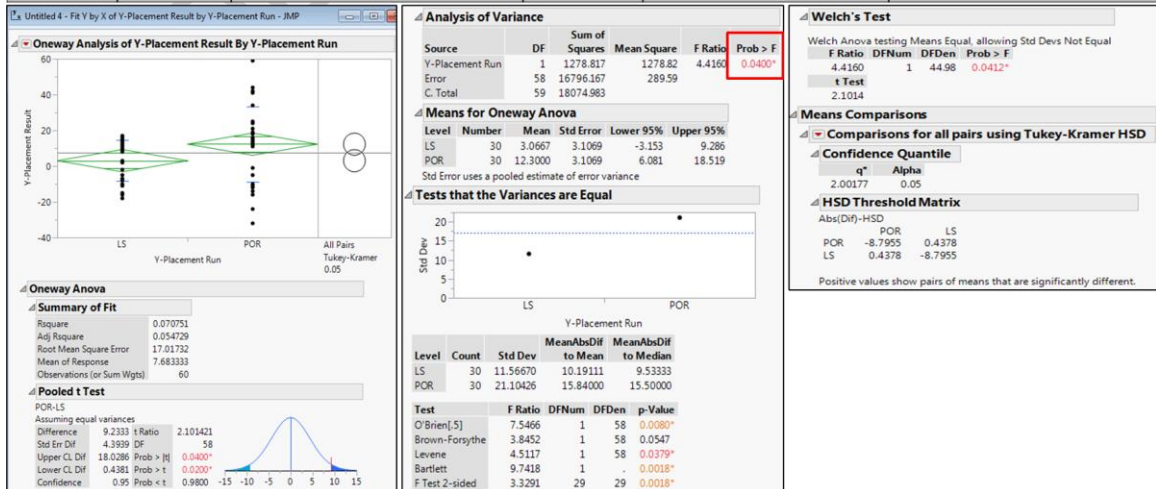 Untitled 4 - Fit Y by X of Y-Placement Result by Y-Placement Run - JMP
Oneway Analysis of Y-Placement Result By Y-Placement Run
60
40
20
0
-20
-40
Y-Placement Result
LS POR
All Pairs
Tukey-Kramer
0.05
Y-Placement Run
Oneway Anova
Summary of Fit
Rsquare 0.070751
Adj Rsquare 0.054729
Root Mean Square Error 17.01732
Mean of Response 7.683333
Observations (or Sum Wgts) 60
Pooled t Test
POR-LS
Assuming equal variances
Difference 9.2333 t Ratio 2.101421
Std Err Dif 4.3939 DF 58
Upper CL Dif 18.0286 Prob > |t| 0.0400*
Lower CL Dif 0.4381 Prob > t 0.0200*
Confidence 0.95 Prob < t 0.9800
-15 -10 -5 0 5 10 15
Analysis of Variance
Sum of
Source DF Squares Mean Square F Ratio Prob > F
Y-Placement Run 1 1278.817 1278.82 4.4160 0.0400*
Error 58 16796.167 289.59
C. Total 59 18074.983
Means for Oneway Anova
Level Number Mean Std Error Lower 95% Upper 95%
LS 30 3.0667 3.1069 -3.153 9.286
POR 30 12.3000 3.1069 6.081 18.519
Std Error uses a pooled estimate of error variance
Tests that the Variances are Equal
20
15
10
5
0
Std Dev
LS POR
Y-Placement Run
MeanAbsDif MeanAbsDif
Level Count Std Dev to Mean to Median
LS 30 11.56670 10.19111 9.53333
POR 30 21.10426 15.84000 15.50000
Test F Ratio DFNum DFDen p-Value
O'Brien[.5] 7.5466 1 58 0.0080*
Brown-Forsythe 3.8452 1 58 0.0547
Levene 4.5117 1 58 0.0379*
Bartlett 9.7418 1 . 0.0018*
F Test 2-sided 3.3291 29 29 0.0018*
Welch's Test
Welch Anova testing Means Equal, allowing Std Devs Not Equal
F Ratio DFNum DFDen Prob > F
4.4160 1 44.98 0.0412*
t Test
2.1014
Means Comparisons
Comparisons for all pairs using Tukey-Kramer HSD
Confidence Quantile
q* Alpha
2.00177 0.05
HSD Threshold Matrix
Abs(Dif)-HSD
POR LS
POR -8.7955 0.4378
LS 0.4378 -8.7955
Positive values show pairs of means that are significantly different.